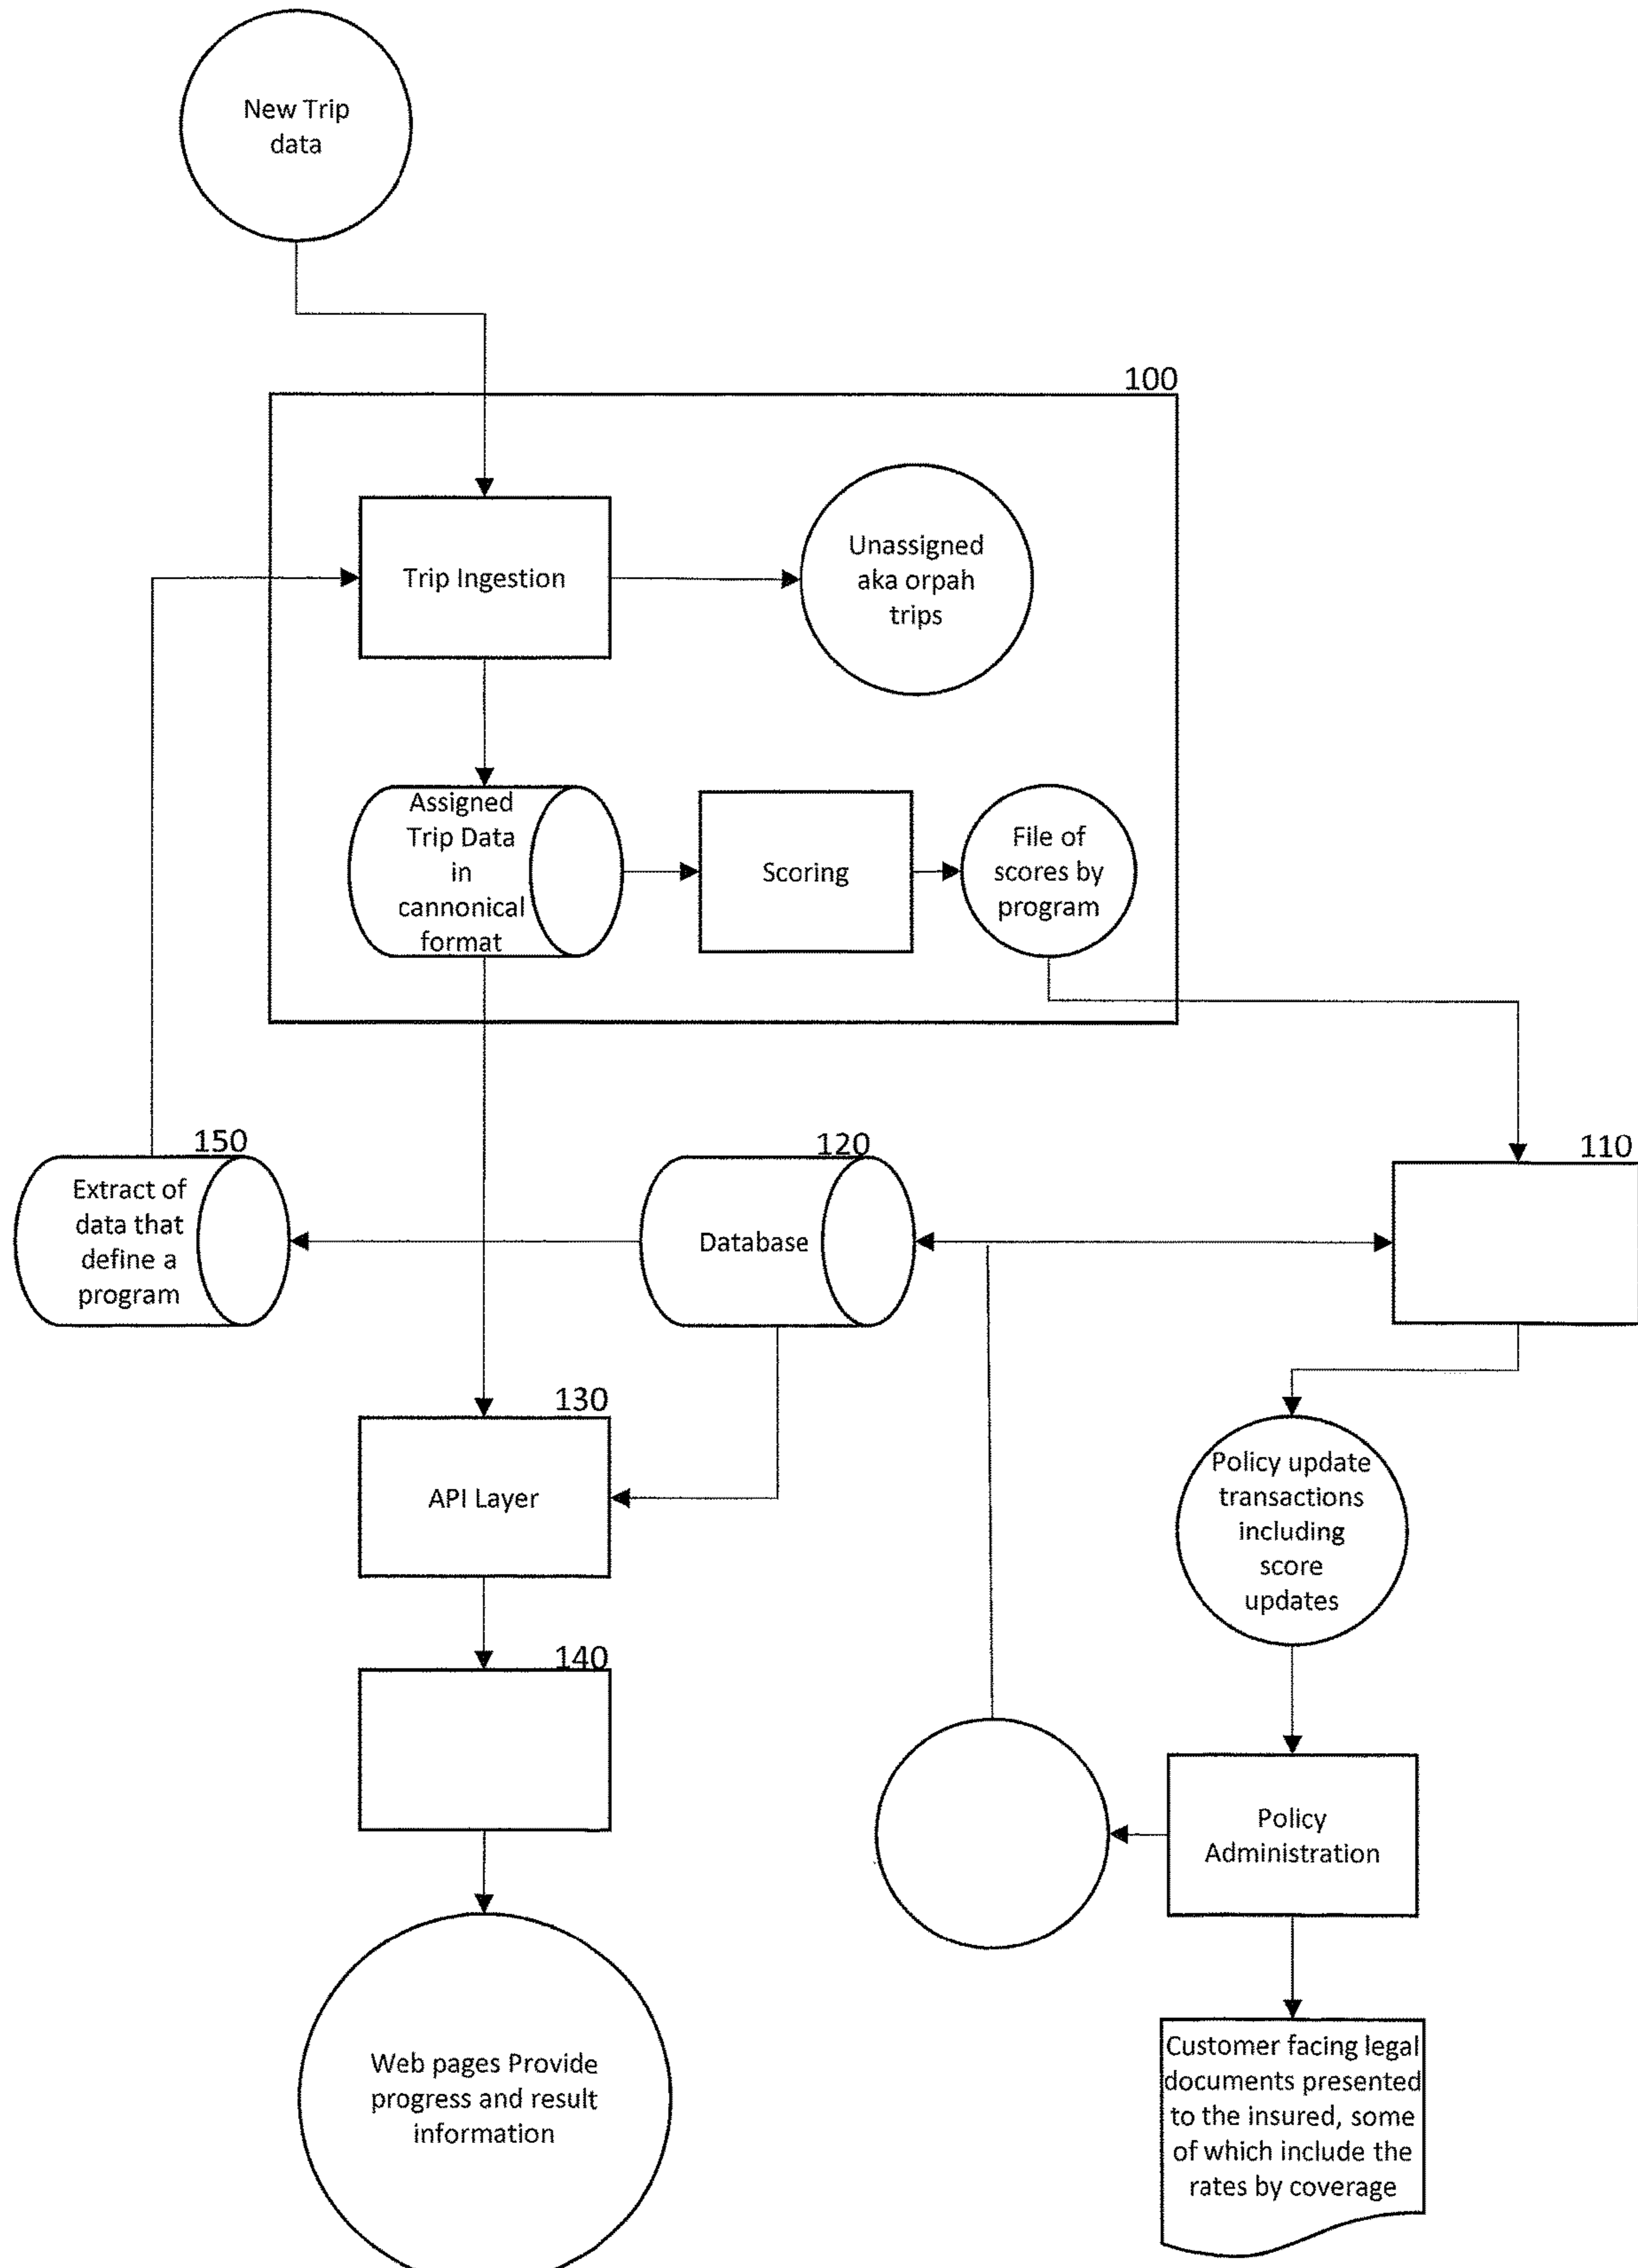 New Trip
data
100
Trip Ingestion
Unassigned
aka orpah
trips
Assigned
Trip Data
in
cannonical
format
Scoring
File of
scores by
program
150
Extract of
data that
define a
program
120
Database
110
130
API Layer
Policy update
transactions
including
score
updates
140
Policy
Administration
Web pages Provide
progress and result
information
Customer facing legal
documents presented
to the insured, some
of which include the
rates by coverage